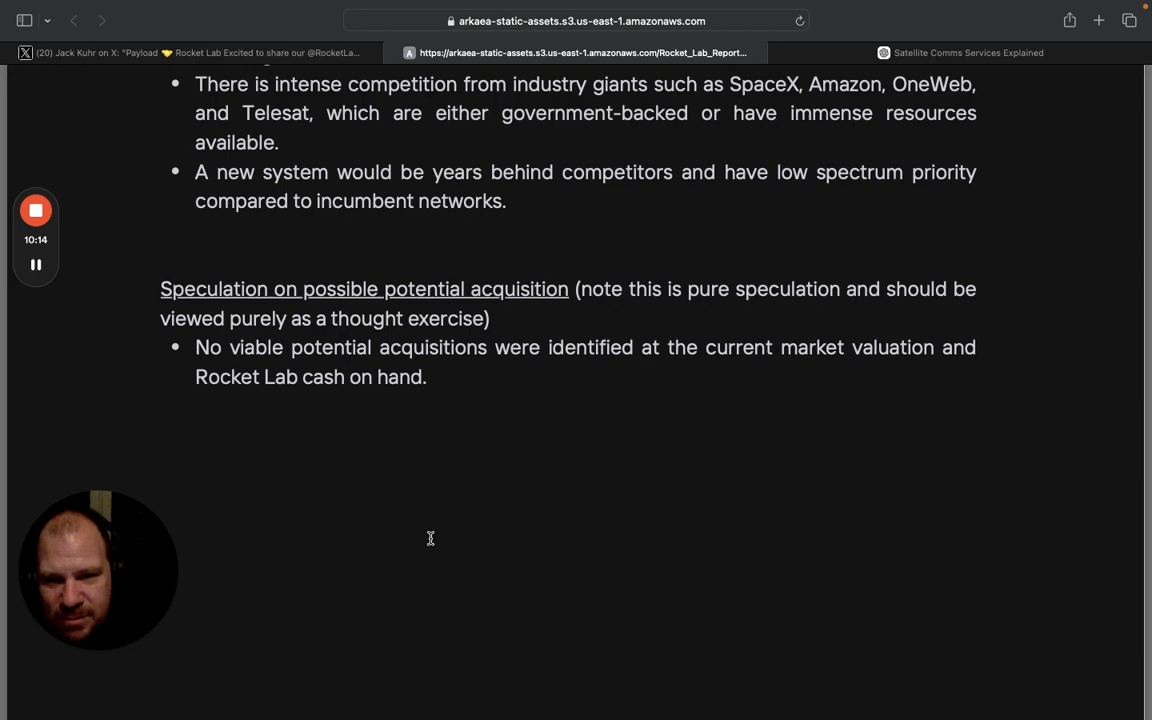 arkaea-static-assets.s3.us-east-1.amazonaws.com
(20) Jack Kuhr on X: "Payload 🤝 Rocket Lab Excited to share our @RocketLa...
https://arkaea-static-assets.s3.us-east-1.amazonaws.com/Rocket_Lab_Report...
Satellite Comms Services Explained
• There is intense competition from industry giants such as SpaceX, Amazon, OneWeb,
and Telesat, which are either government-backed or have immense resources
available.
• A new system would be years behind competitors and have low spectrum priority
compared to incumbent networks.
10:14
Speculation on possible potential acquisition (note this is pure speculation and should be
viewed purely as a thought exercise)
• No viable potential acquisitions were identified at the current market valuation and
Rocket Lab cash on hand.